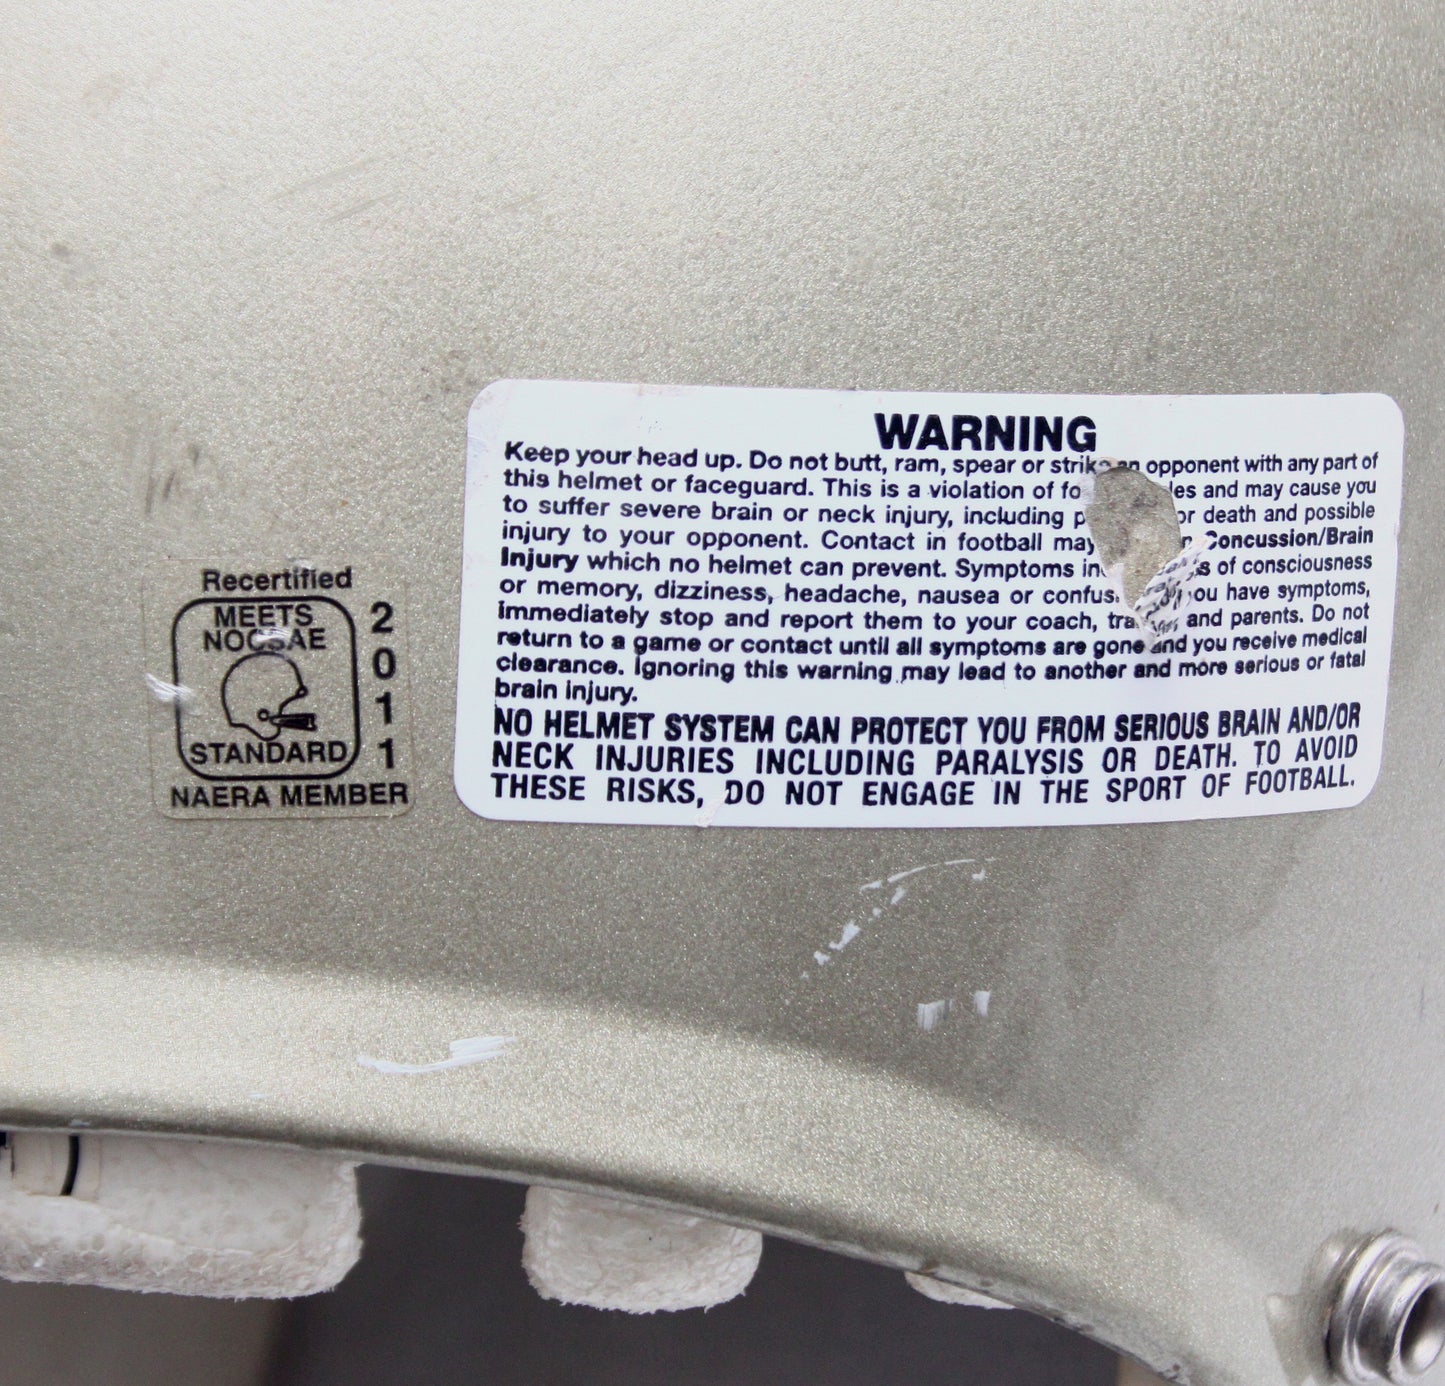 Recertified
MEETS
NOCSAE
STANDARD
2
0
1
1
NAERA MEMBER
WARNING
Keep your head up. Do not butt, ram, spear or strike an opponent with any part of
this helmet or faceguard. This is a violation of and may cause you
to suffer severe brain or neck injury, including or death and possible
injury to your opponent. Contact in football may Concussion/Brain
Injury which no helmet can prevent. Symptoms of consciousness
or memory, dizziness, headache, nausea or you have symptoms,
immediately stop and report them to your coach, and parents. Do not
return to a game or contact until all symptoms are gone and you receive medical
clearance. Ignoring this warning may lead to another and more serious or fatal
brain injury.
NO HELMET SYSTEM CAN PROTECT YOU FROM SERIOUS BRAIN AND/OR
NECK INJURIES INCLUDING PARALYSIS OR DEATH. TO AVOID
THESE RISKS, DO NOT ENGAGE IN THE SPORT OF FOOTBALL.